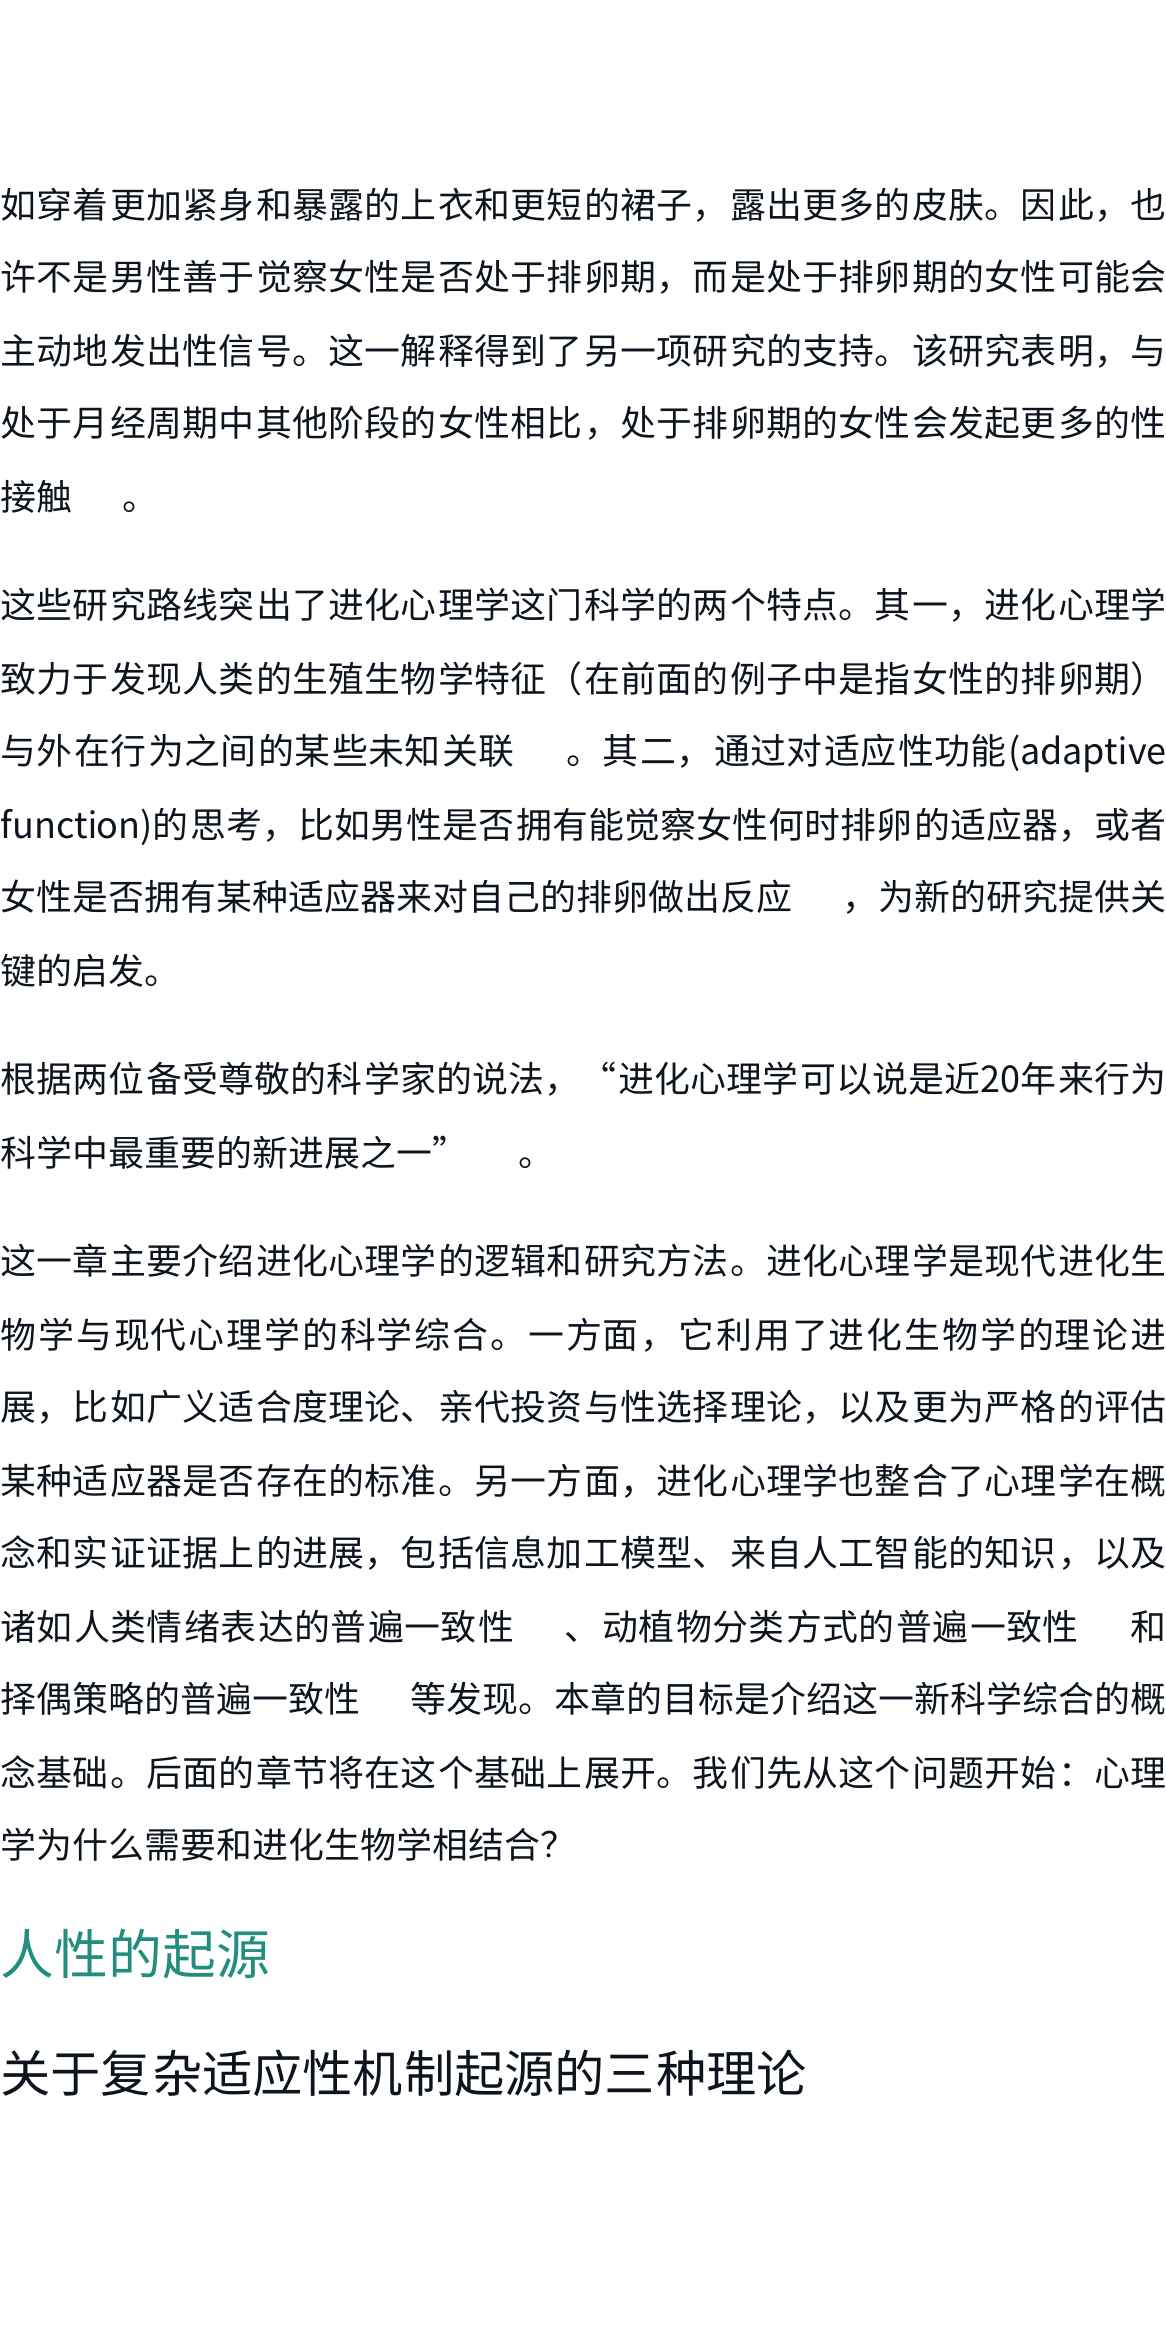 如穿着更加紧身和暴露的上衣和更短的裙子，露出更多的皮肤。因此，也
许不是男性善于觉察女性是否处于排卵期，而是处于排卵期的女性可能会
主动地发出性信号。这一解释得到了另一项研究的支持。该研究表明，与
处于月经周期中其他阶段的女性相比，处于排卵期的女性会发起更多的性
接触 。
这些研究路线突出了进化心理学这门科学的两个特点。其一，进化心理学
致力于发现人类的生殖生物学特征（在前面的例子中是指女性的排卵期）
与外在行为之间的某些未知关联 。其二，通过对适应性功能(adaptive
function)的思考，比如男性是否拥有能觉察女性何时排卵的适应器，或者
女性是否拥有某种适应器来对自己的排卵做出反应 ，为新的研究提供关
键的启发。
根据两位备受尊敬的科学家的说法，“进化心理学可以说是近20年来行为
科学中最重要的新进展之一” 。
这一章主要介绍进化心理学的逻辑和研究方法。进化心理学是现代进化生
物学与现代心理学的科学综合。一方面，它利用了进化生物学的理论进
展，比如广义适合度理论、亲代投资与性选择理论，以及更为严格的评估
某种适应器是否存在的标准。另一方面，进化心理学也整合了心理学在概
念和实证证据上的进展，包括信息加工模型、来自人工智能的知识，以及
诸如人类情绪表达的普遍一致性 、动植物分类方式的普遍一致性 和
择偶策略的普遍一致性 等发现。本章的目标是介绍这一新科学综合的概
念基础。后面的章节将在这个基础上展开。我们先从这个问题开始：心理
学为什么需要和进化生物学相结合？
人性的起源
关于复杂适应性机制起源的三种理论